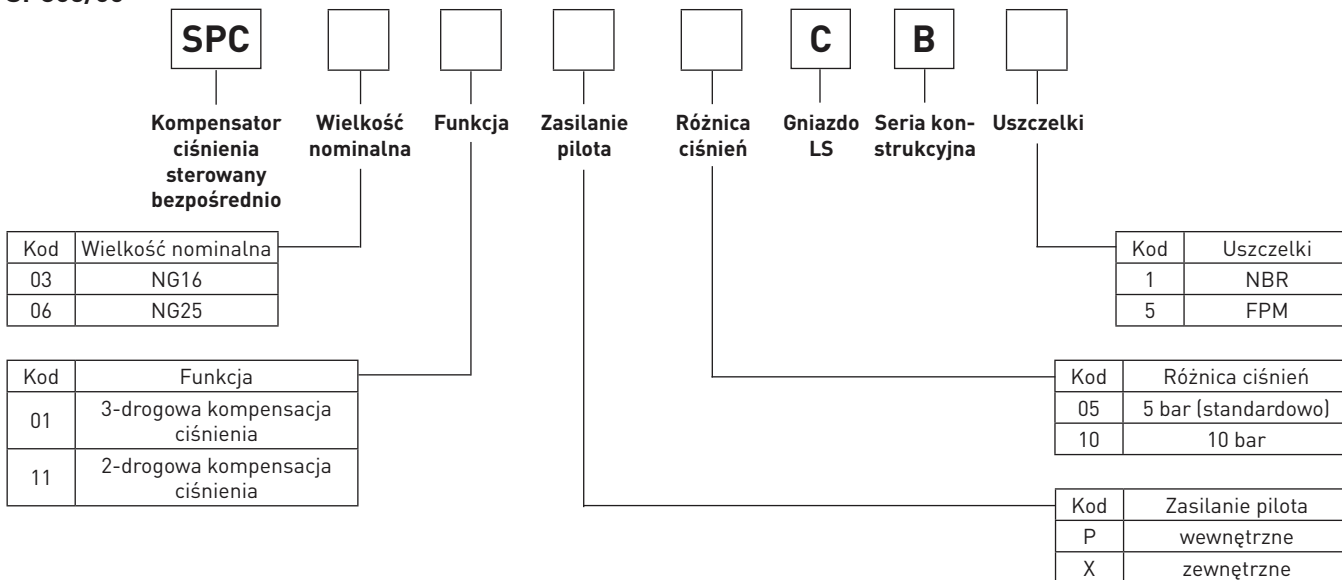 SPC
C
B
Kompensator
ciśnienia
sterowany
bezpośrednio
Wielkość
nominalna
Funkcja
Zasilanie
pilota
Różnica
ciśnień
Gniazdo
LS
Seria kon-
strukcyjna
Uszczelki
Kod Wielkość nominalna
03 NG16
06 NG25
Kod Uszczelki
1 NBR
5 FPM
Kod Funkcja
01 3-drogowa kompensacja
ciśnienia
11 2-drogowa kompensacja
ciśnienia
Kod Różnica ciśnień
05 5 bar (standardowo)
10 10 bar
Kod Zasilanie pilota
P wewnętrzne
X zewnętrzne